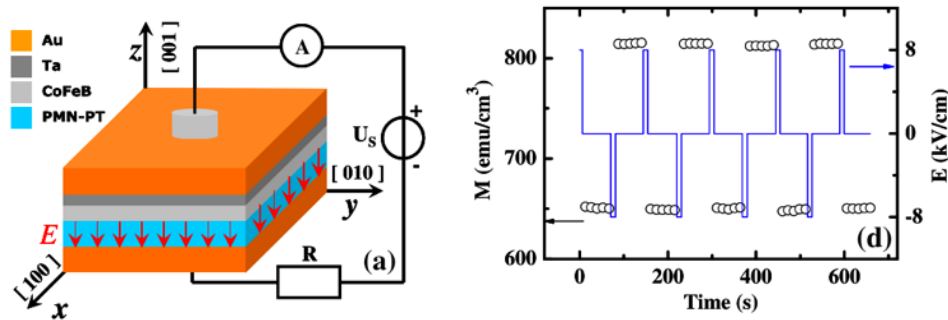 Au
Ta
CoFeB
PMN-PT
z
[001]
A
+
U_S
-
[010]
y
E
[100]
x
R
(a)
M (emu/cm³)
800
700
600
0 200 400 600
Time (s)
8
0
-8
E (kV/cm)
(d)